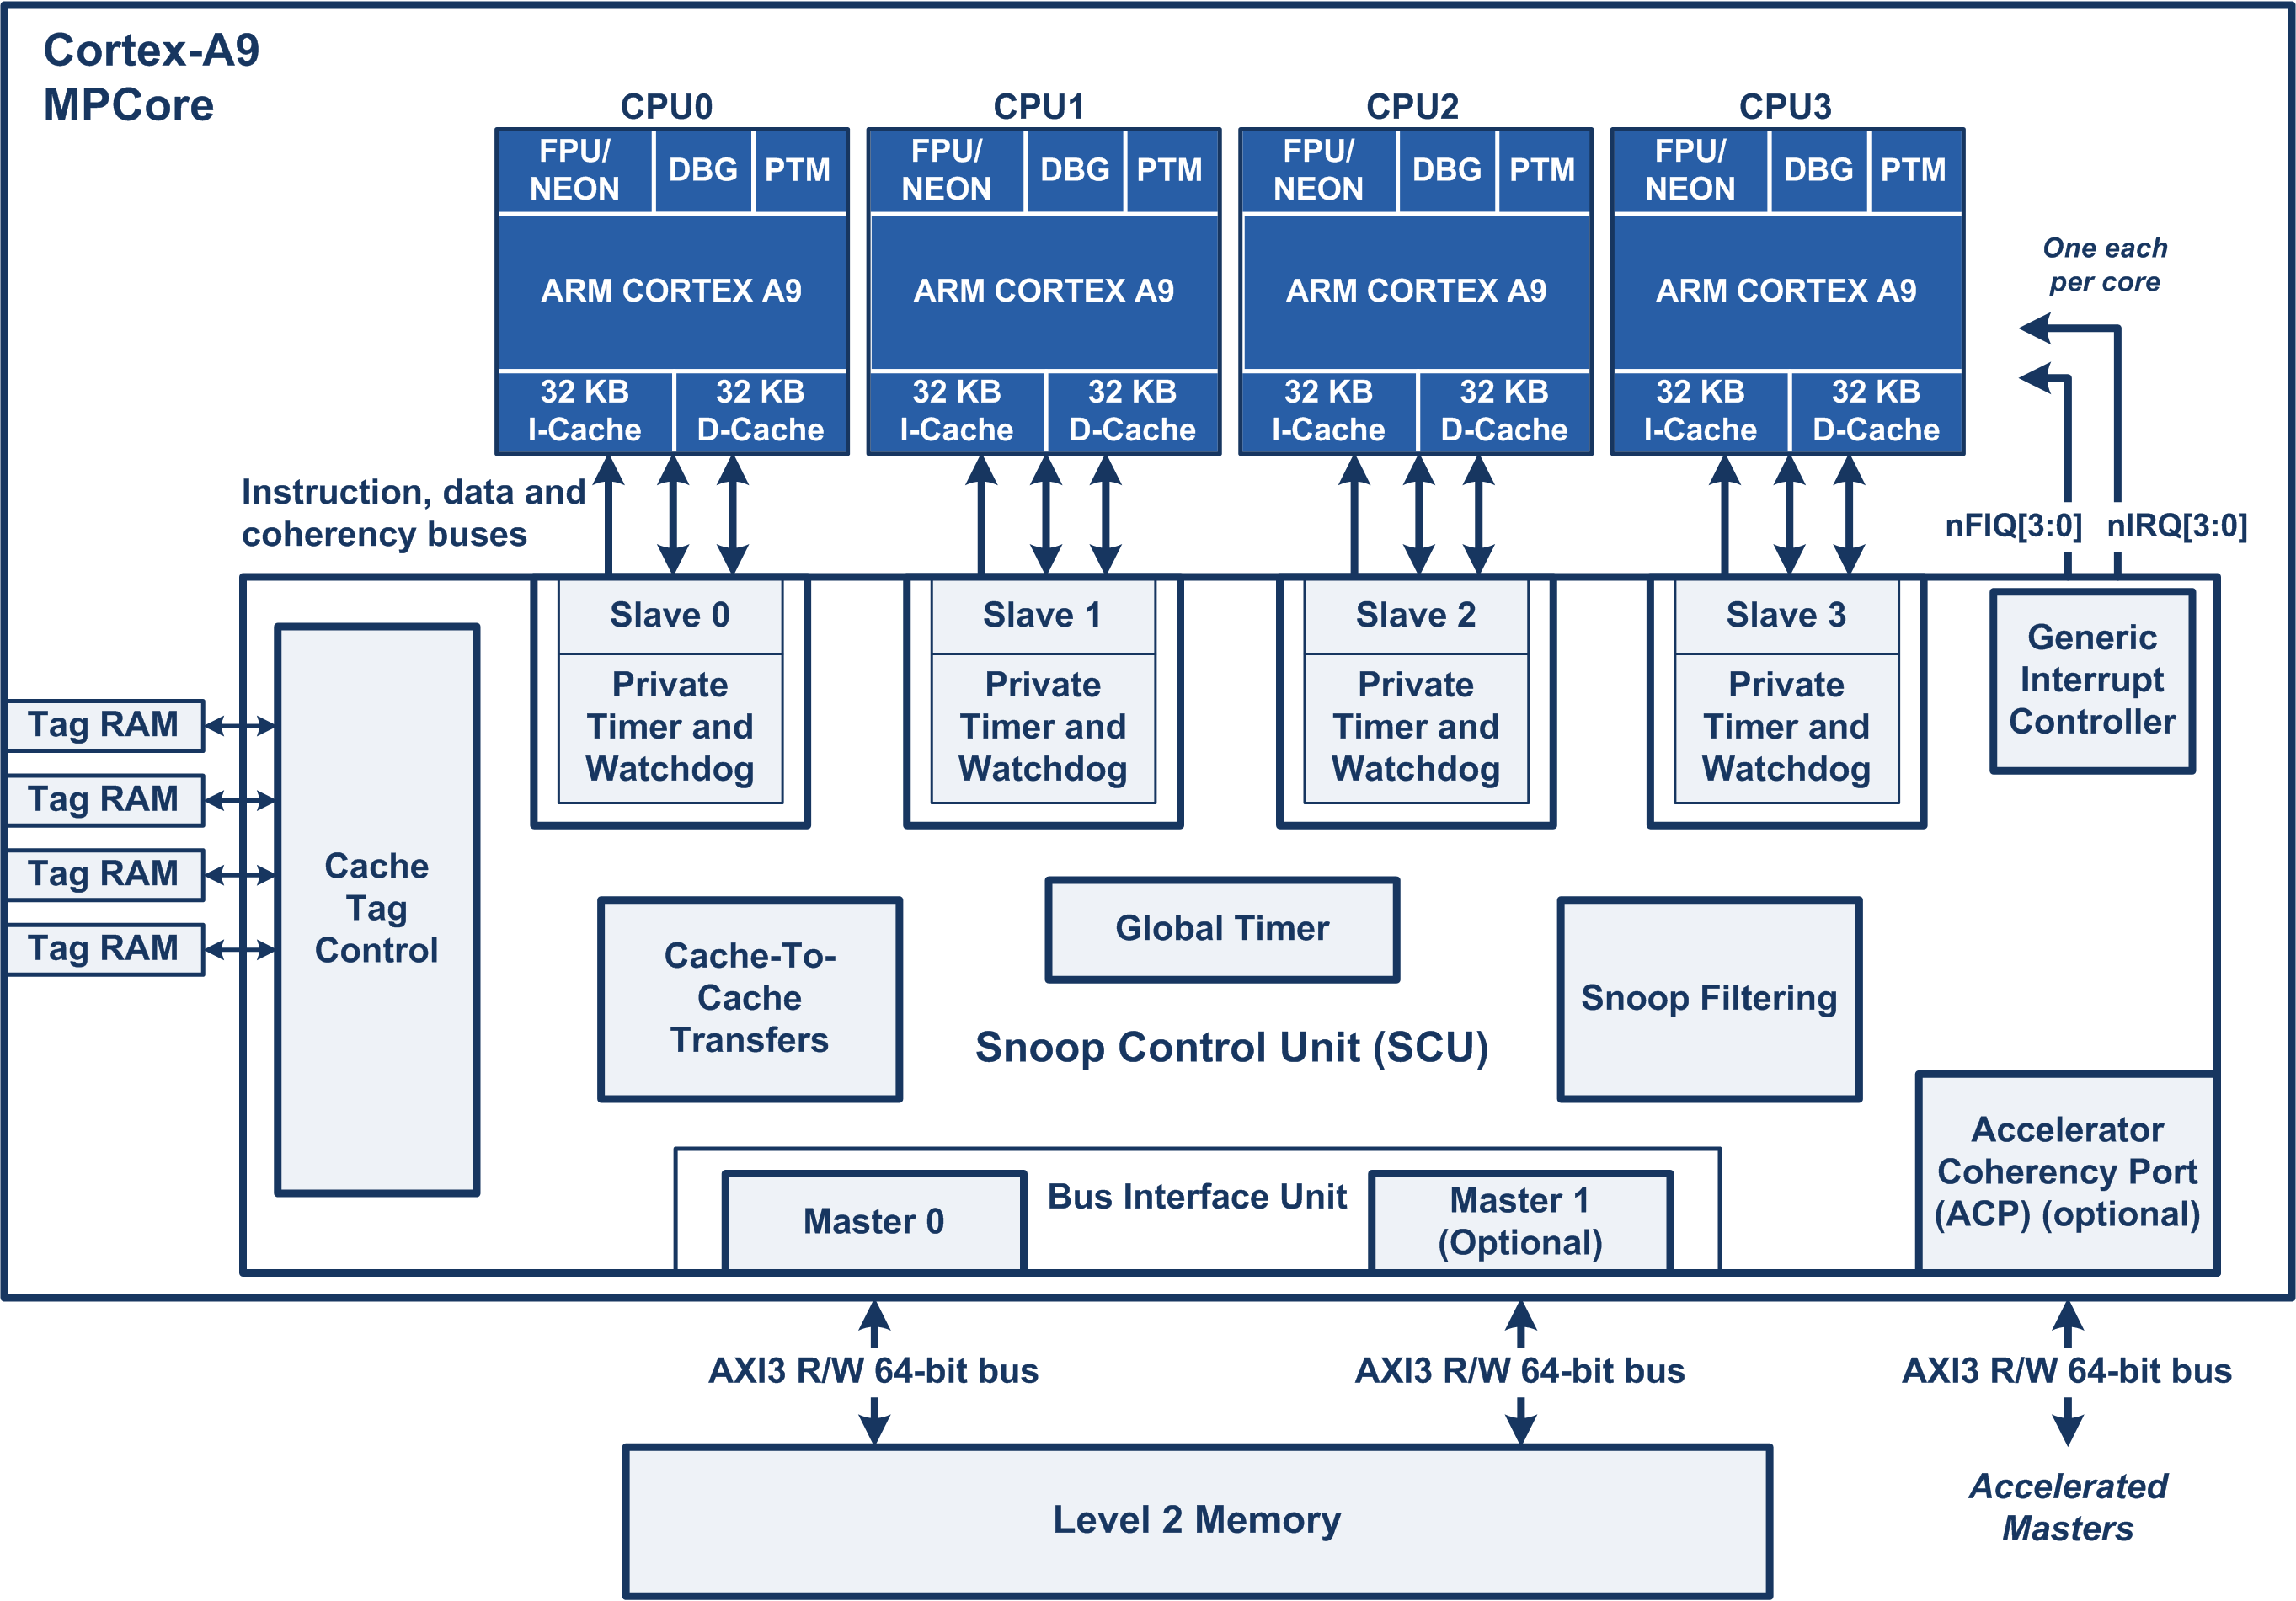 Cortex-A9
MPCore
CPU0
CPU1
CPU2
CPU3
FPU/
NEON
DBG
PTM
FPU/
NEON
DBG
PTM
FPU/
NEON
DBG
PTM
FPU/
NEON
DBG
PTM
ARM CORTEX A9
ARM CORTEX A9
ARM CORTEX A9
ARM CORTEX A9
32 KB
I-Cache
32 KB
D-Cache
32 KB
I-Cache
32 KB
D-Cache
32 KB
I-Cache
32 KB
D-Cache
32 KB
I-Cache
32 KB
D-Cache
One each
per core
Instruction, data and
coherency buses
nFIQ[3:0]
nIRQ[3:0]
Slave 0
Private
Timer and
Watchdog
Slave 1
Private
Timer and
Watchdog
Slave 2
Private
Timer and
Watchdog
Slave 3
Private
Timer and
Watchdog
Generic
Interrupt
Controller
Tag RAM
Tag RAM
Tag RAM
Tag RAM
Cache
Tag
Control
Cache-To-
Cache
Transfers
Global Timer
Snoop Filtering
Snoop Control Unit (SCU)
Accelerator
Coherency Port
(ACP) (optional)
Master 0
Bus Interface Unit
Master 1
(Optional)
AXI3 R/W 64-bit bus
AXI3 R/W 64-bit bus
AXI3 R/W 64-bit bus
Level 2 Memory
Accelerated
Masters